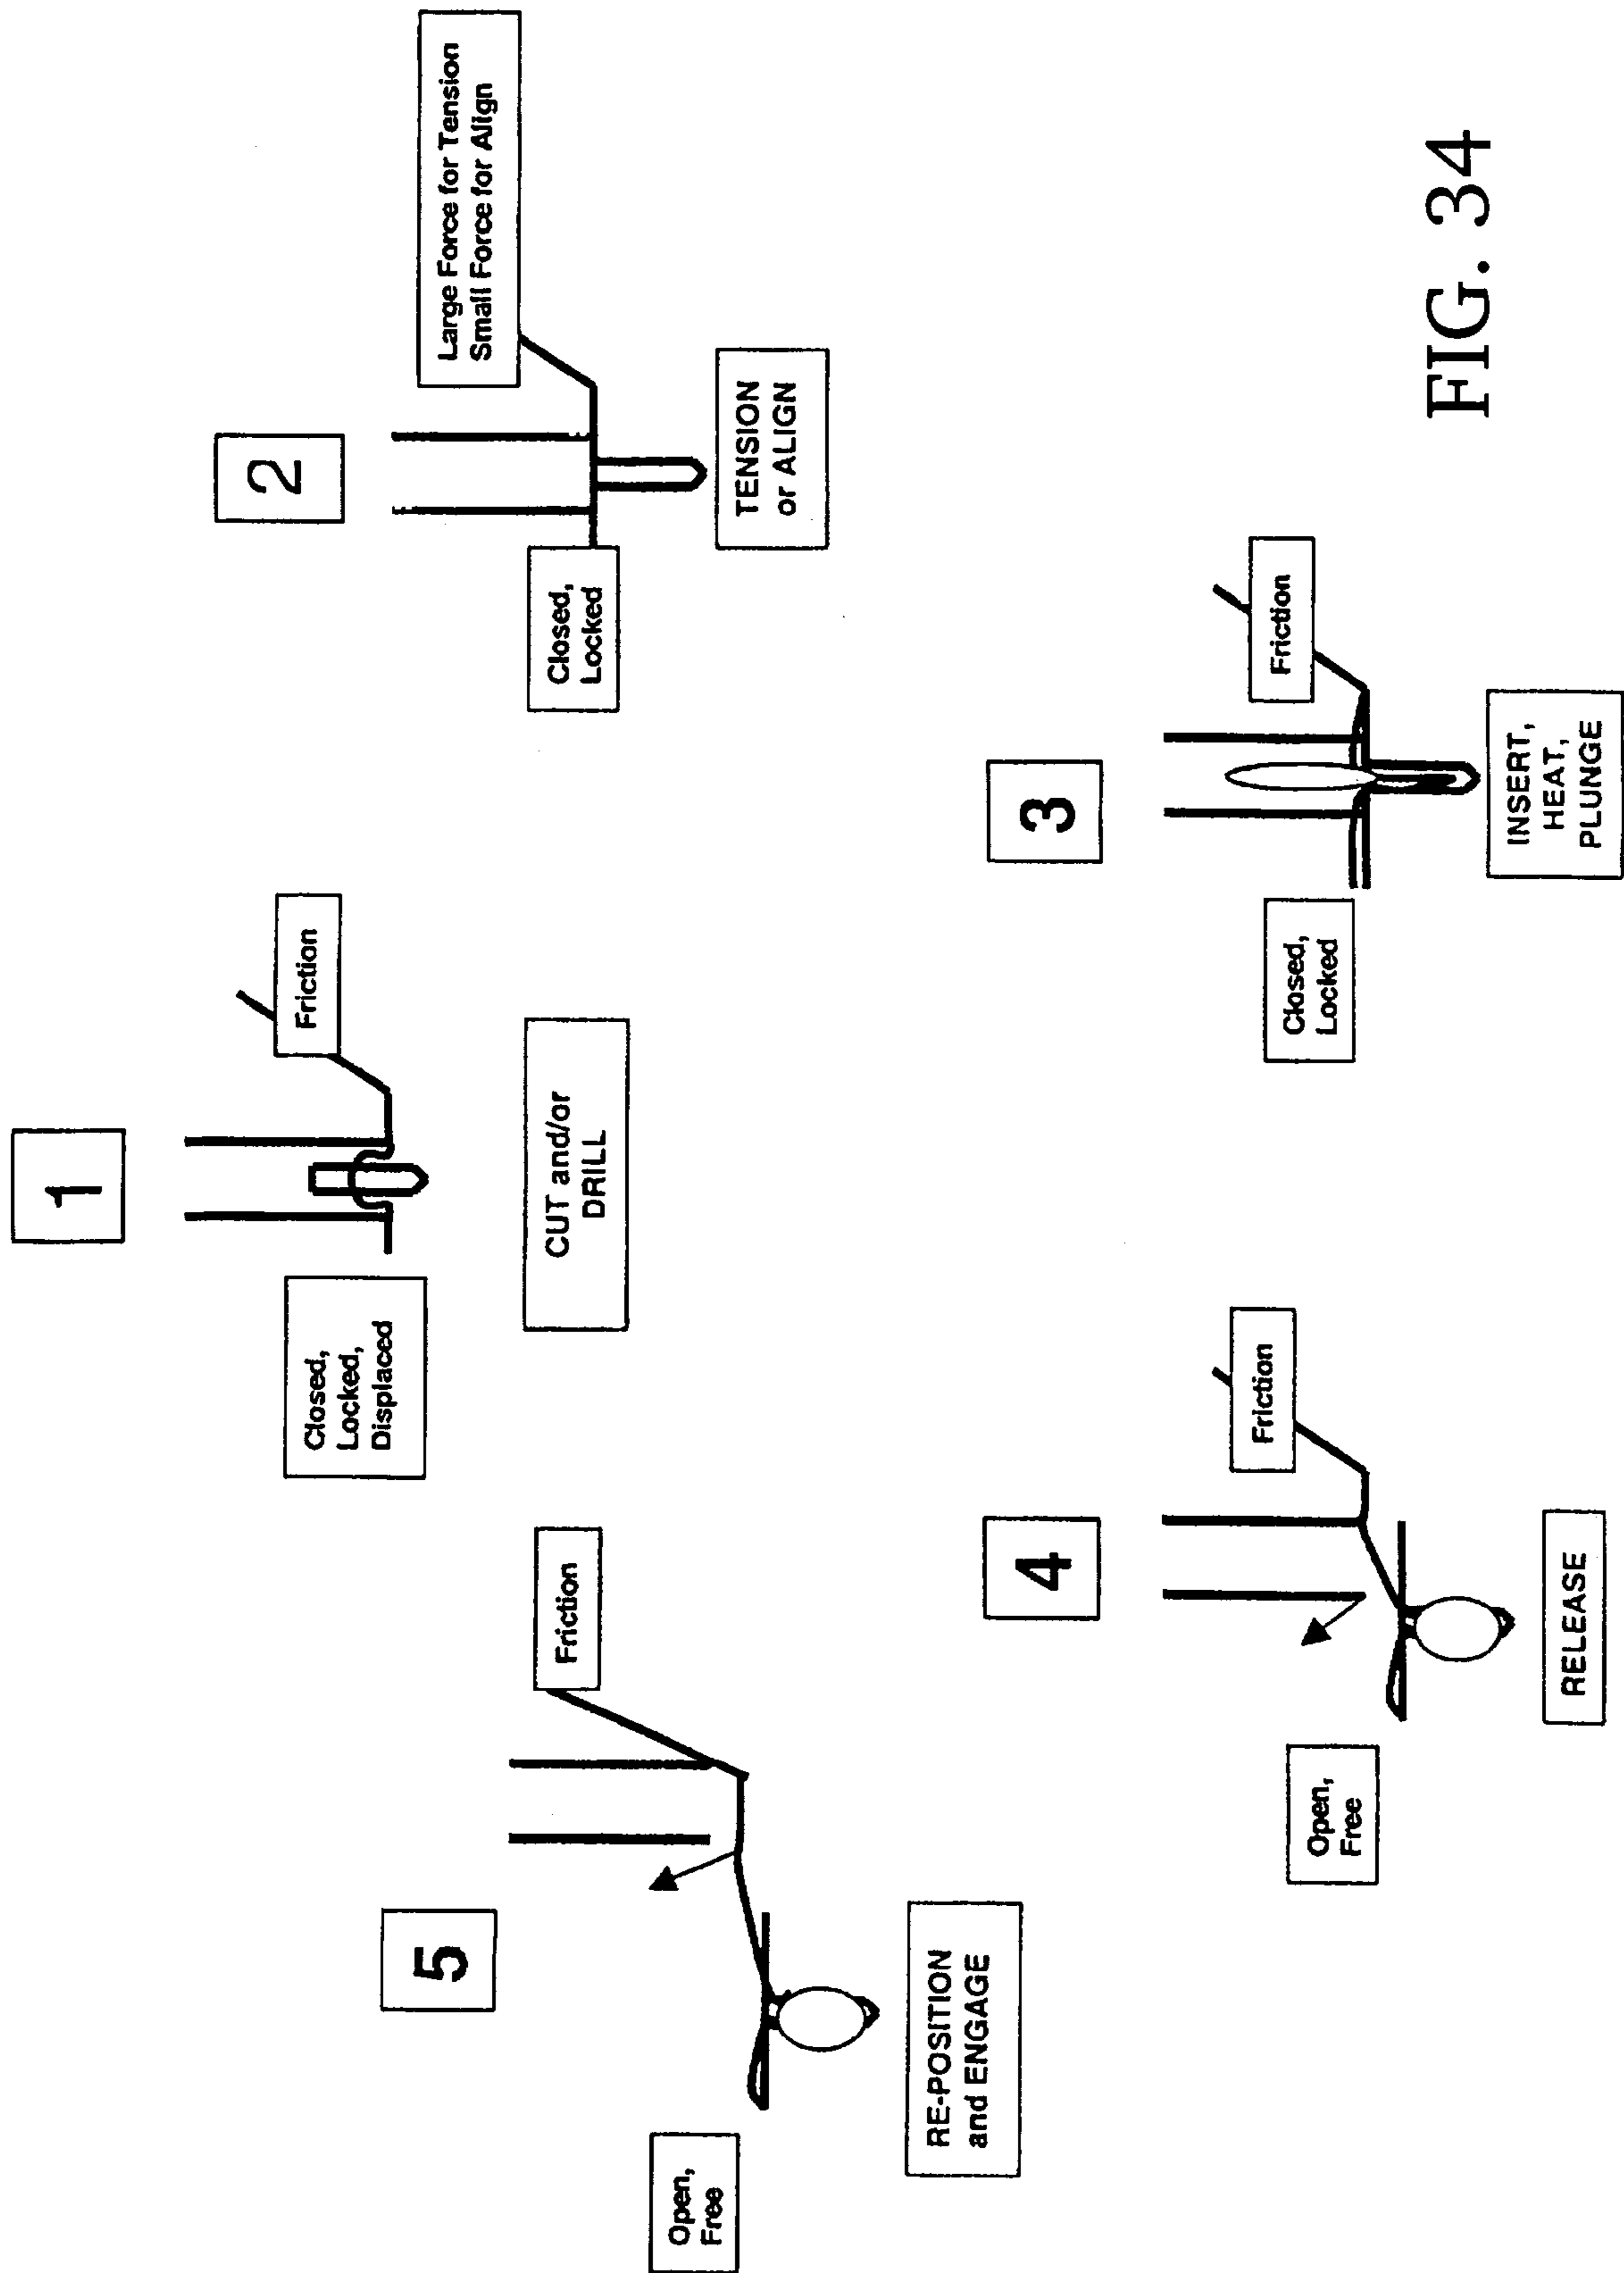 1
Closed,
Locked,
Displaced
Friction
CUT and/or
DRILL
2
Closed,
Locked
Large Force for Tension
Small Force for Align
TENSION
or ALIGN
3
Closed,
Locked
Friction
INSERT,
HEAT,
PLUNGE
4
Open,
Free
Friction
RELEASE
5
Open,
Free
Friction
RE-POSITION
and ENGAGE
FIG. 34